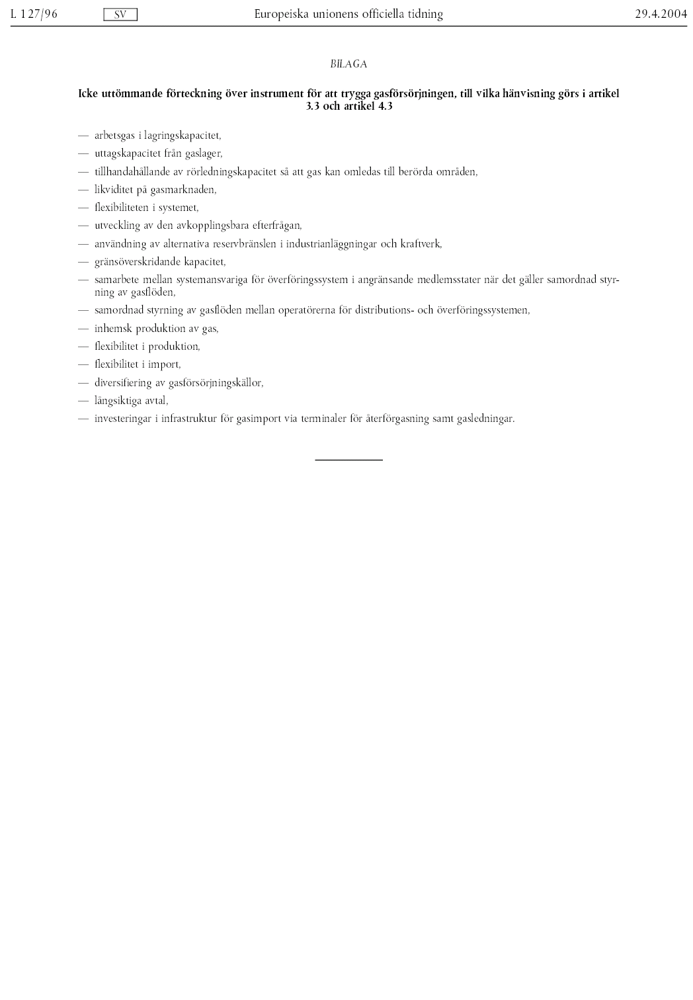 L 127/96 SV Europeiska unionens officiella tidning 29.4.2004
BILAGA
Icke uttömmande förteckning över instrument för att trygga gasförsörjningen, till vilka hänvisning görs i artikel
3.3 och artikel 4.3
— arbetsgas i lagringskapacitet,
— uttagskapacitet från gaslager,
— tillhandahållande av rörledningskapacitet så att gas kan omledas till berörda områden,
— likviditet på gasmarknaden,
— flexibiliteten i systemet,
— utveckling av den avkopplingsbara efterfrågan,
— användning av alternativa reservbränslen i industrianläggningar och kraftverk,
— gränsöverskridande kapacitet,
— samarbete mellan systemansvariga för överföringssystem i angränsande medlemsstater när det gäller samordnad styr-
ning av gasflöden,
— samordnad styrning av gasflöden mellan operatörerna för distributions- och överföringssystemen,
— inhemsk produktion av gas,
— flexibilitet i produktion,
— flexibilitet i import,
— diversifiering av gasförsörjningskällor,
— långsiktiga avtal,
— investeringar i infrastruktur för gasimport via terminaler för återförgasning samt gasledningar.